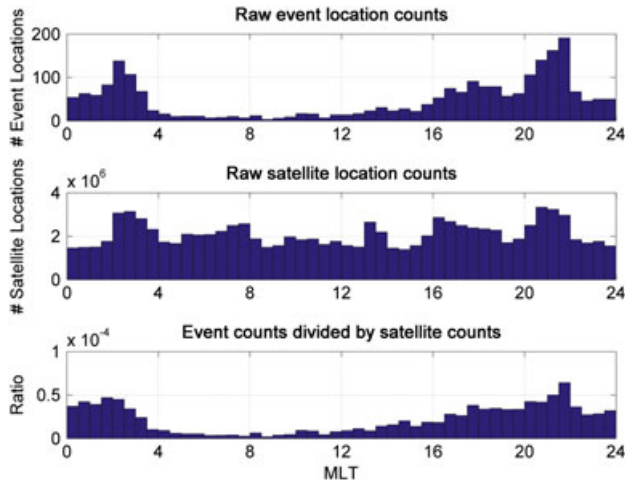 Raw event location counts
# Event Locations
200
100
0
0 4 8 12 16 20 24
Raw satellite location counts
x 10^6
# Satellite Locations
4
2
0
0 4 8 12 16 20 24
Event counts divided by satellite counts
x 10^-4
Ratio
1
0.5
0
0 4 8 12 16 20 24
MLT